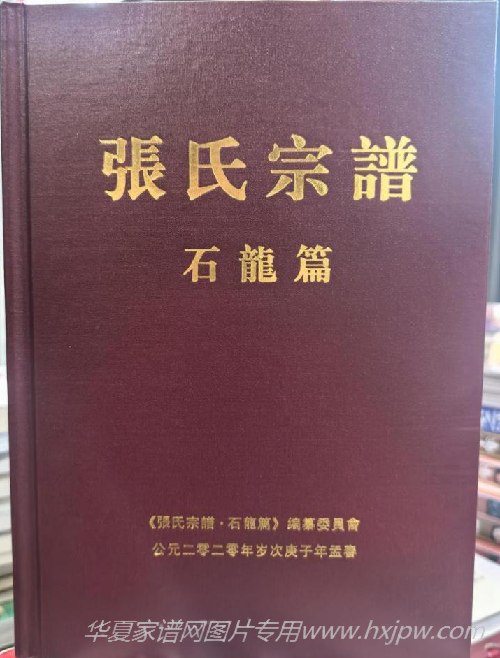 張氏宗譜
石龍篇
《張氏宗譜·石龍篇》编纂委員會
公元二零二零年岁次庚子年孟春
华夏家谱网图片专用www.hxjpw.com